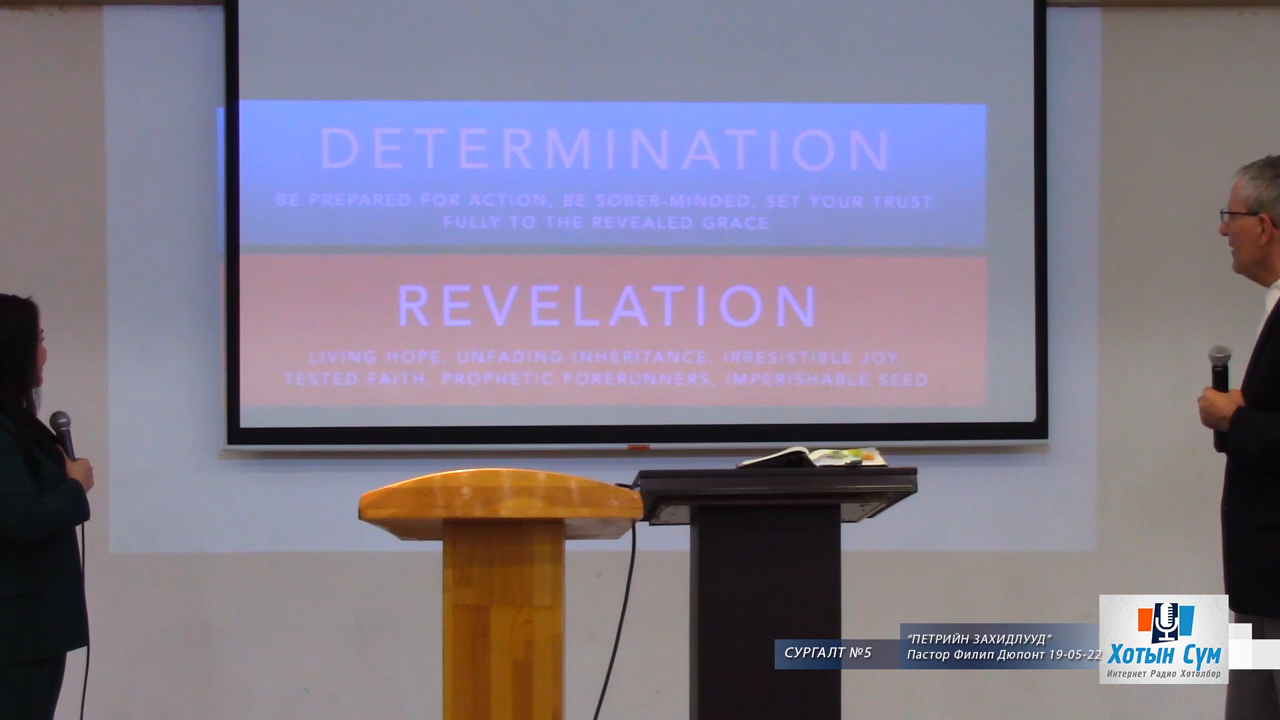 DETERMINATION
BE PREPARED FOR ACTION, BE SOBER-MINDED, SET YOUR TRUST
FULLY TO THE REVEALED GRACE
REVELATION
LIVING HOPE, UNFADING INHERITANCE, IRRESISTIBLE JOY,
TESTED FAITH, PROPHETIC FORERUNNERS, IMPERISHABLE SEED
СУРГАЛТ №5
"ПЕТРИЙН ЗАХИДЛУУД"
Пастор Филип Дюпонт 19-05-22
Хотын Сүм
Интернет Радио Хөтөлбөр